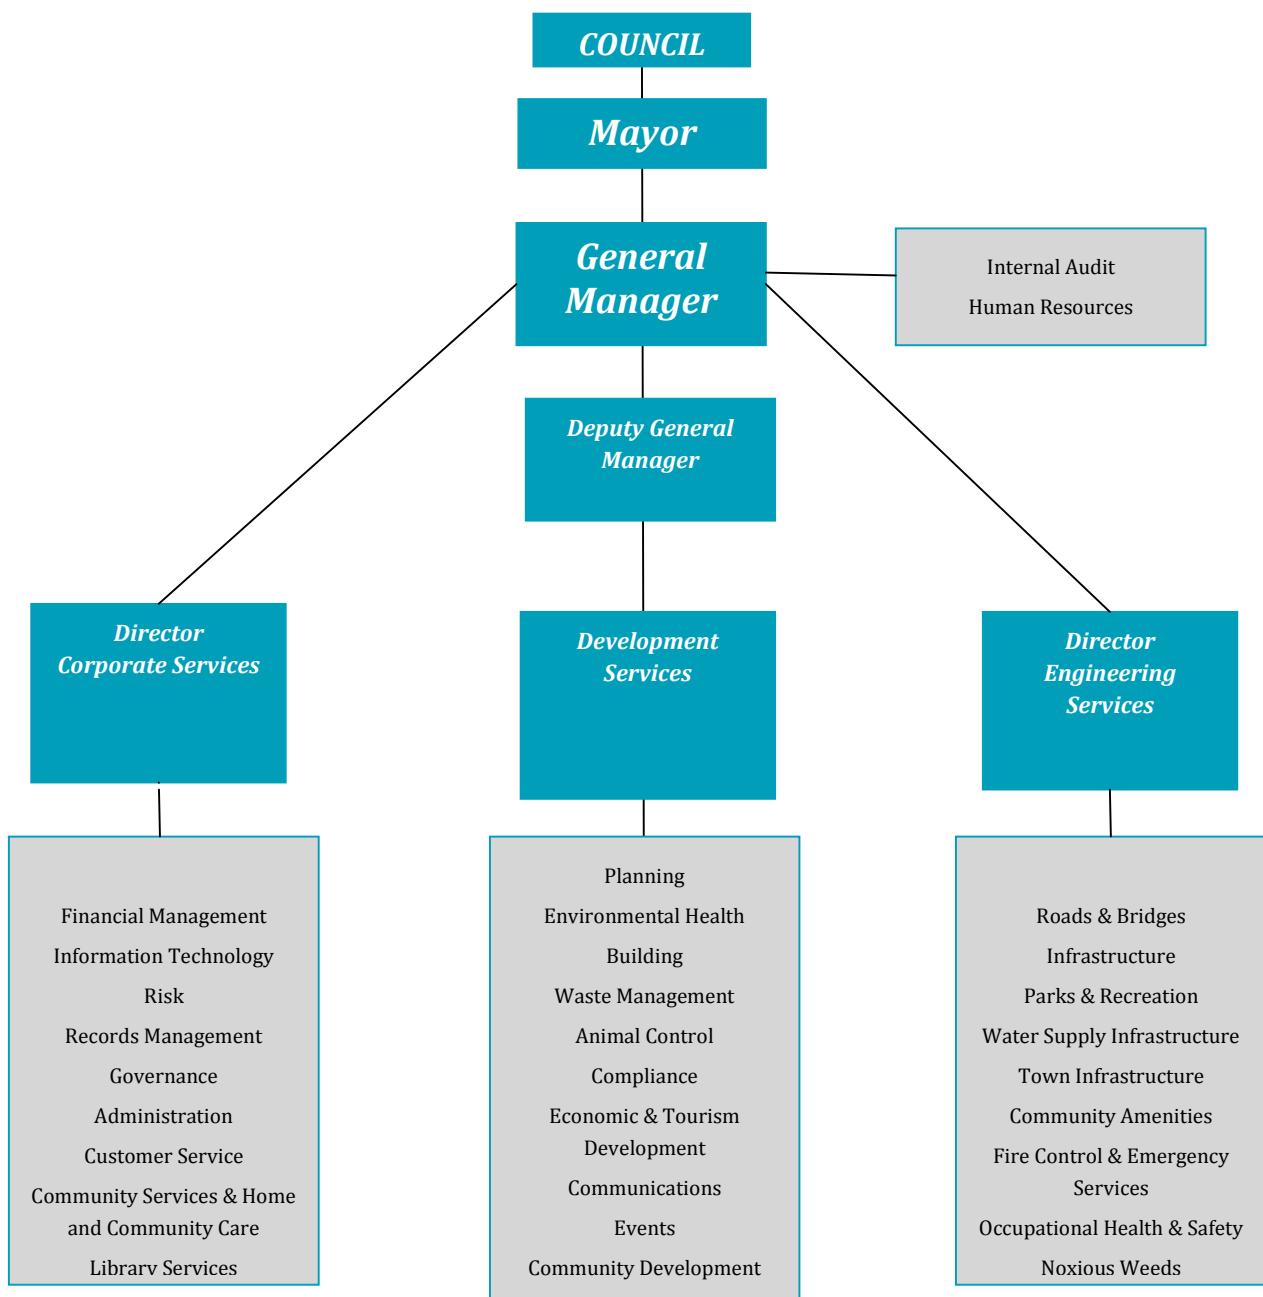 COUNCIL
Mayor
General
Manager
Internal Audit
Human Resources
Deputy General
Manager
Director
Corporate Services
Development
Services
Director
Engineering
Services
Financial Management
Information Technology
Risk
Records Management
Governance
Administration
Customer Service
Community Services & Home
and Community Care
Library Services
Planning
Environmental Health
Building
Waste Management
Animal Control
Compliance
Economic & Tourism
Development
Communications
Events
Community Development
Roads & Bridges
Infrastructure
Parks & Recreation
Water Supply Infrastructure
Town Infrastructure
Community Amenities
Fire Control & Emergency
Services
Occupational Health & Safety
Noxious Weeds